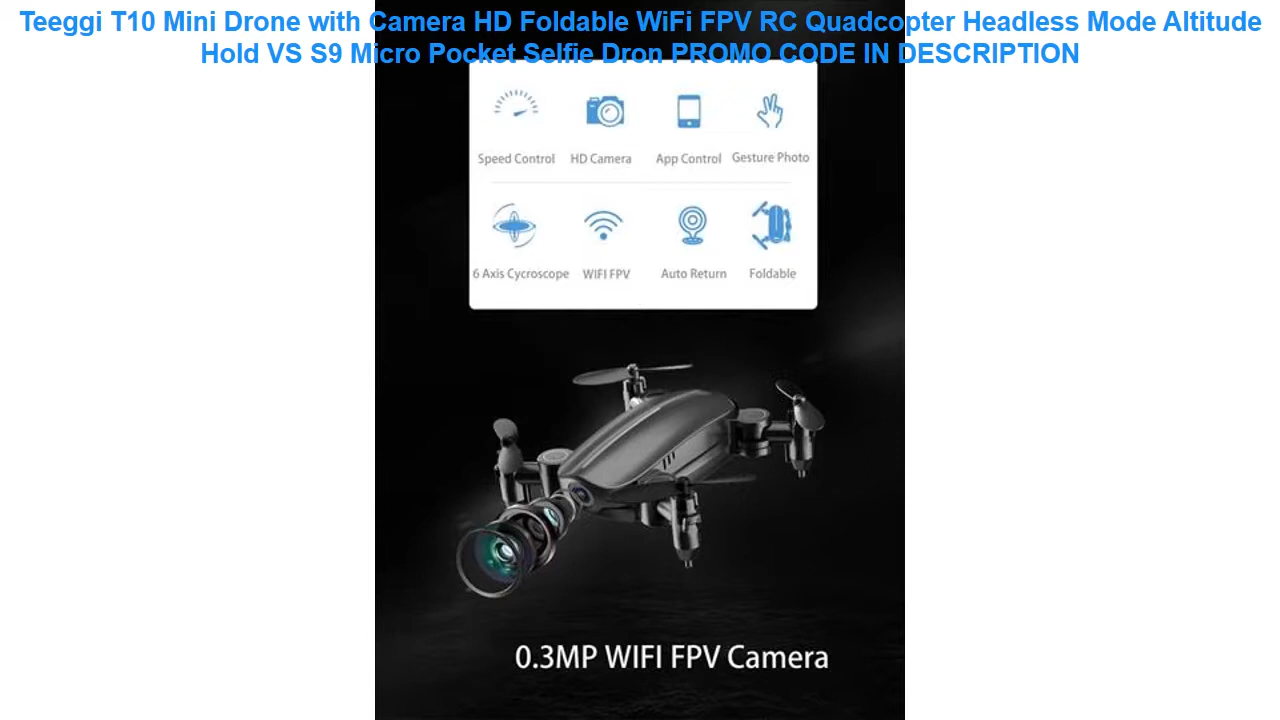 Teeggi T10 Mini Drone with Camera HD Foldable WiFi FPV RC Quadcopter Headless Mode Altitude
Hold VS S9 Micro Pocket Selfie Dron PROMO CODE IN DESCRIPTION
Speed Control HD Camera App Control Gesture Photo
6 Axis Cycroscope WIFI FPV Auto Return Foldable
0.3MP WIFI FPV Camera